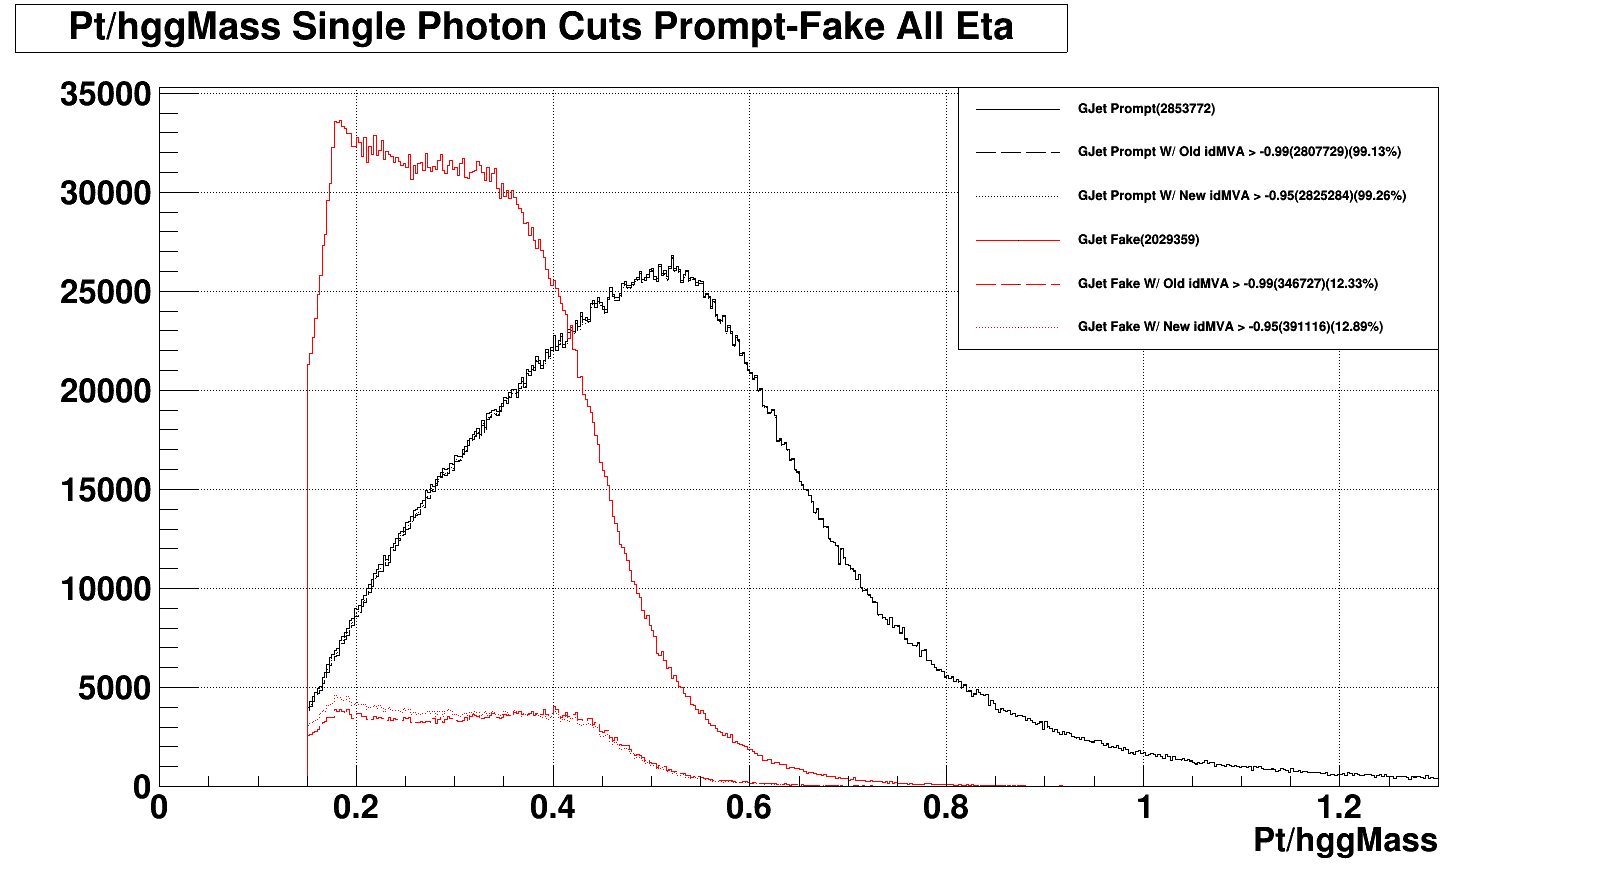 Pt/hggMass Single Photon Cuts Prompt-Fake All Eta
35000
30000
25000
20000
15000
10000
5000
0
GJet Prompt(2853772)
GJet Prompt W/ Old idMVA > -0.99(2807729)(99.13%)
GJet Prompt W/ New idMVA > -0.95(2825284)(99.26%)
GJet Fake(2029359)
GJet Fake W/ Old idMVA > -0.99(346727)(12.33%)
GJet Fake W/ New idMVA > -0.95(391116)(12.89%)
0 0.2 0.4 0.6 0.8 1 1.2
Pt/hggMass